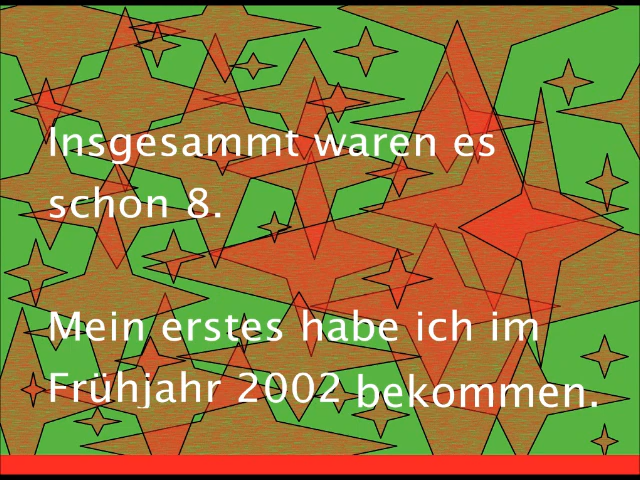 Insgesammt waren es
schon 8.
Mein erstes habe ich im
Frühjahr 2002 bekommen.